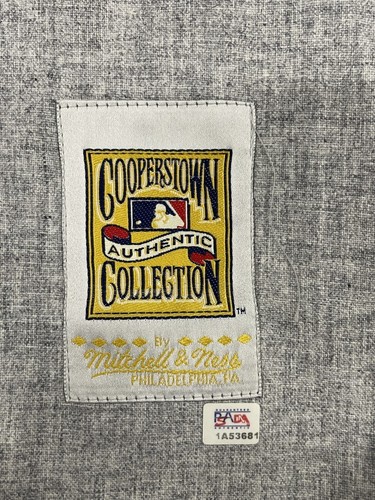 COOPERSTOWN
AUTHENTIC
COLLECTION
TM
BY
Mitchell & Ness
PHILADELPHIA, PA
PSA
1A53681